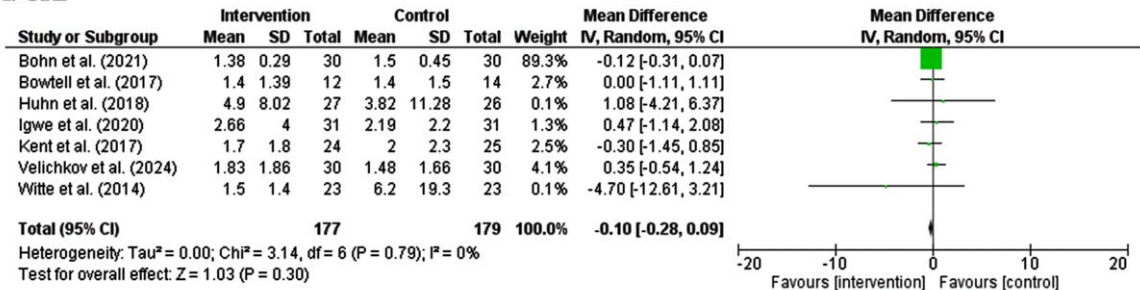 Intervention Control Mean Difference Mean Difference
Study or Subgroup Mean SD Total Mean SD Total Weight IV, Random, 95% CI IV, Random, 95% CI
Bohn et al. (2021) 1.38 0.29 30 1.5 0.45 30 89.3% -0.12 [-0.31, 0.07]
Bowtell et al. (2017) 1.4 1.39 12 1.4 1.5 14 2.7% 0.00 [-1.11, 1.11]
Huhn et al. (2018) 4.9 8.02 27 3.82 11.28 26 0.1% 1.08 [-4.21, 6.37]
Igwe et al. (2020) 2.66 4 31 2.19 2.2 31 1.3% 0.47 [-1.14, 2.08]
Kent et al. (2017) 1.7 1.8 24 2 2.3 25 2.5% -0.30 [-1.45, 0.85]
Velichkov et al. (2024) 1.83 1.86 30 1.48 1.66 30 4.1% 0.35 [-0.54, 1.24]
Witte et al. (2014) 1.5 1.4 23 6.2 19.3 23 0.1% -4.70 [-12.61, 3.21]
Total (95% CI) 177 179 100.0% -0.10 [-0.28, 0.09]
Heterogeneity: Tau² = 0.00; Chi² = 3.14, df = 6 (P = 0.79); I² = 0%
Test for overall effect: Z = 1.03 (P = 0.30)
-20 -10 0 10 20
Favours [intervention] Favours [control]